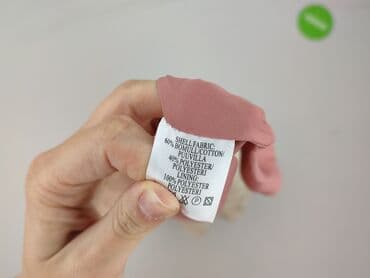 SHELL FABRIC:
60% BOMULL/COTTON/
PUUVILLA
40% POLYESTER/
POLYESTERI
LINING:
100% POLYESTER
POLYESTERI